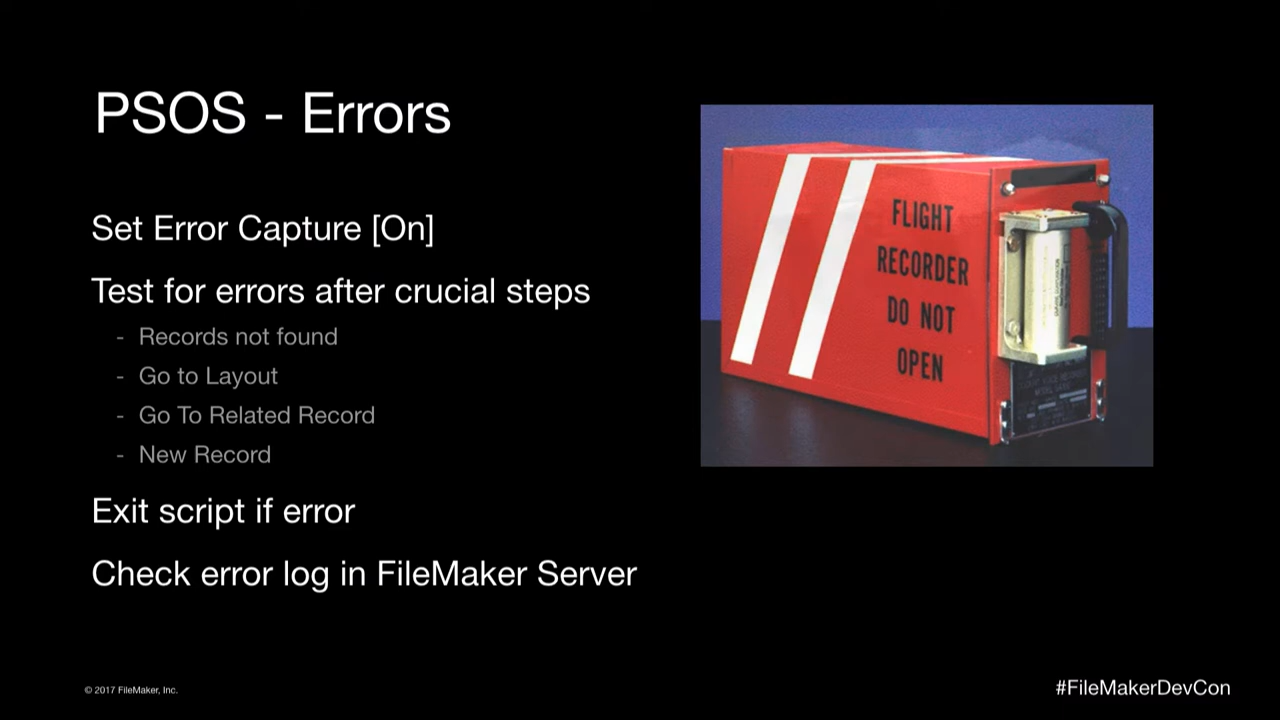 PSOS - Errors
Set Error Capture [On]
Test for errors after crucial steps
- Records not found
- Go to Layout
- Go To Related Record
- New Record
Exit script if error
Check error log in FileMaker Server
FLIGHT
RECORDER
DO NOT
OPEN
© 2017 FileMaker, Inc.
#FileMakerDevCon